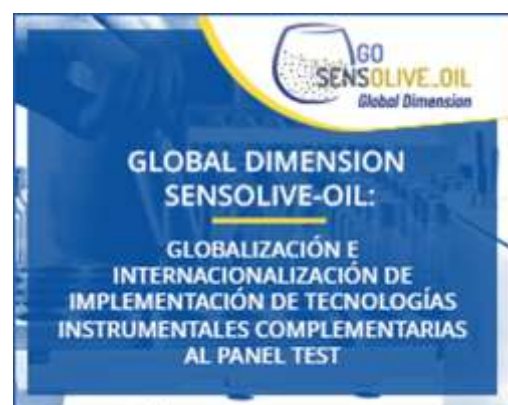 GO
SENSOLIVE_OIL
Global Dimension
GLOBAL DIMENSION
SENSOLIVE-OIL:
GLOBALIZACIÓN E
INTERNACIONALIZACIÓN DE
IMPLEMENTACIÓN DE TECNOLOGÍAS
INSTRUMENTALES COMPLEMENTARIAS
AL PANEL TEST